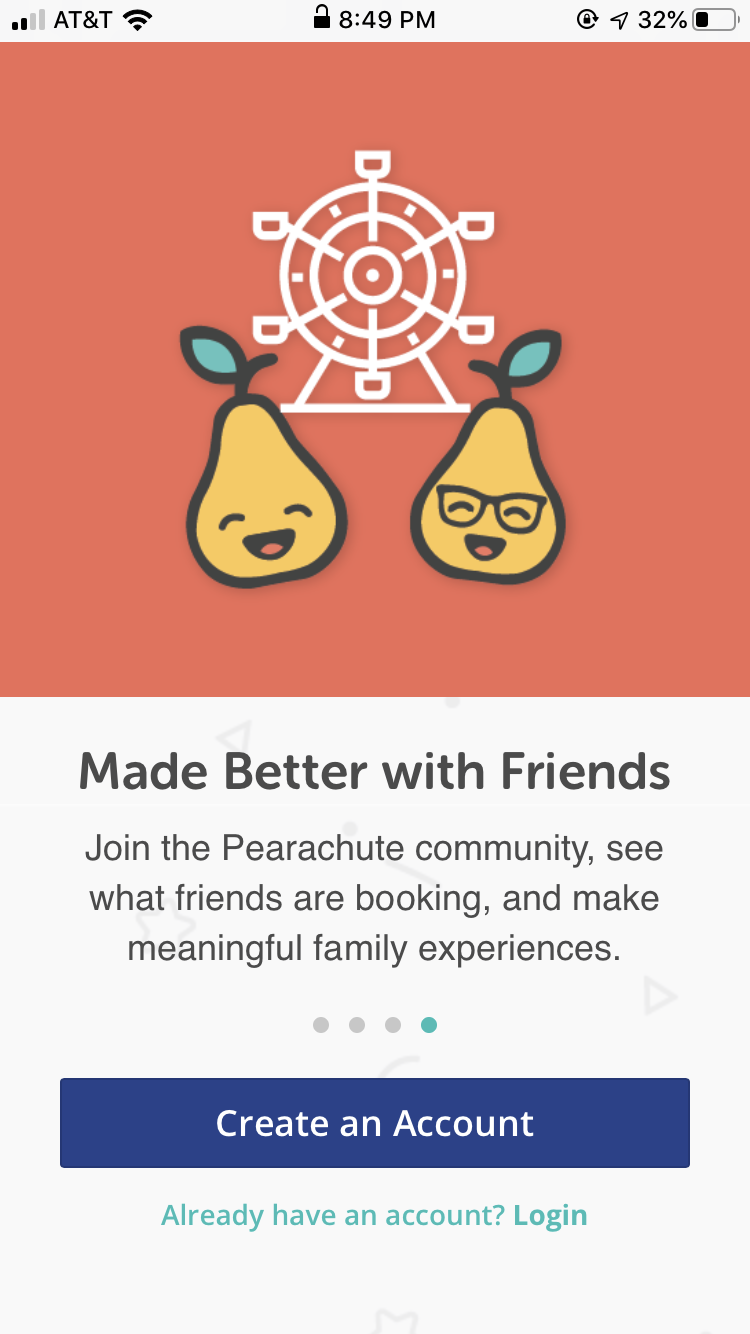 AT&T 8:49 PM 32%
Made Better with Friends
Join the Pearachute community, see
what friends are booking, and make
meaningful family experiences.
Create an Account
Already have an account? Login